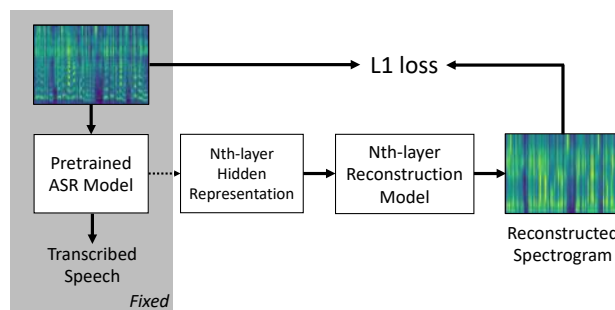 L1 loss
Pretrained
ASR Model
Nth-layer
Hidden
Representation
Nth-layer
Reconstruction
Model
Transcribed
Speech
Reconstructed
Spectrogram
Fixed